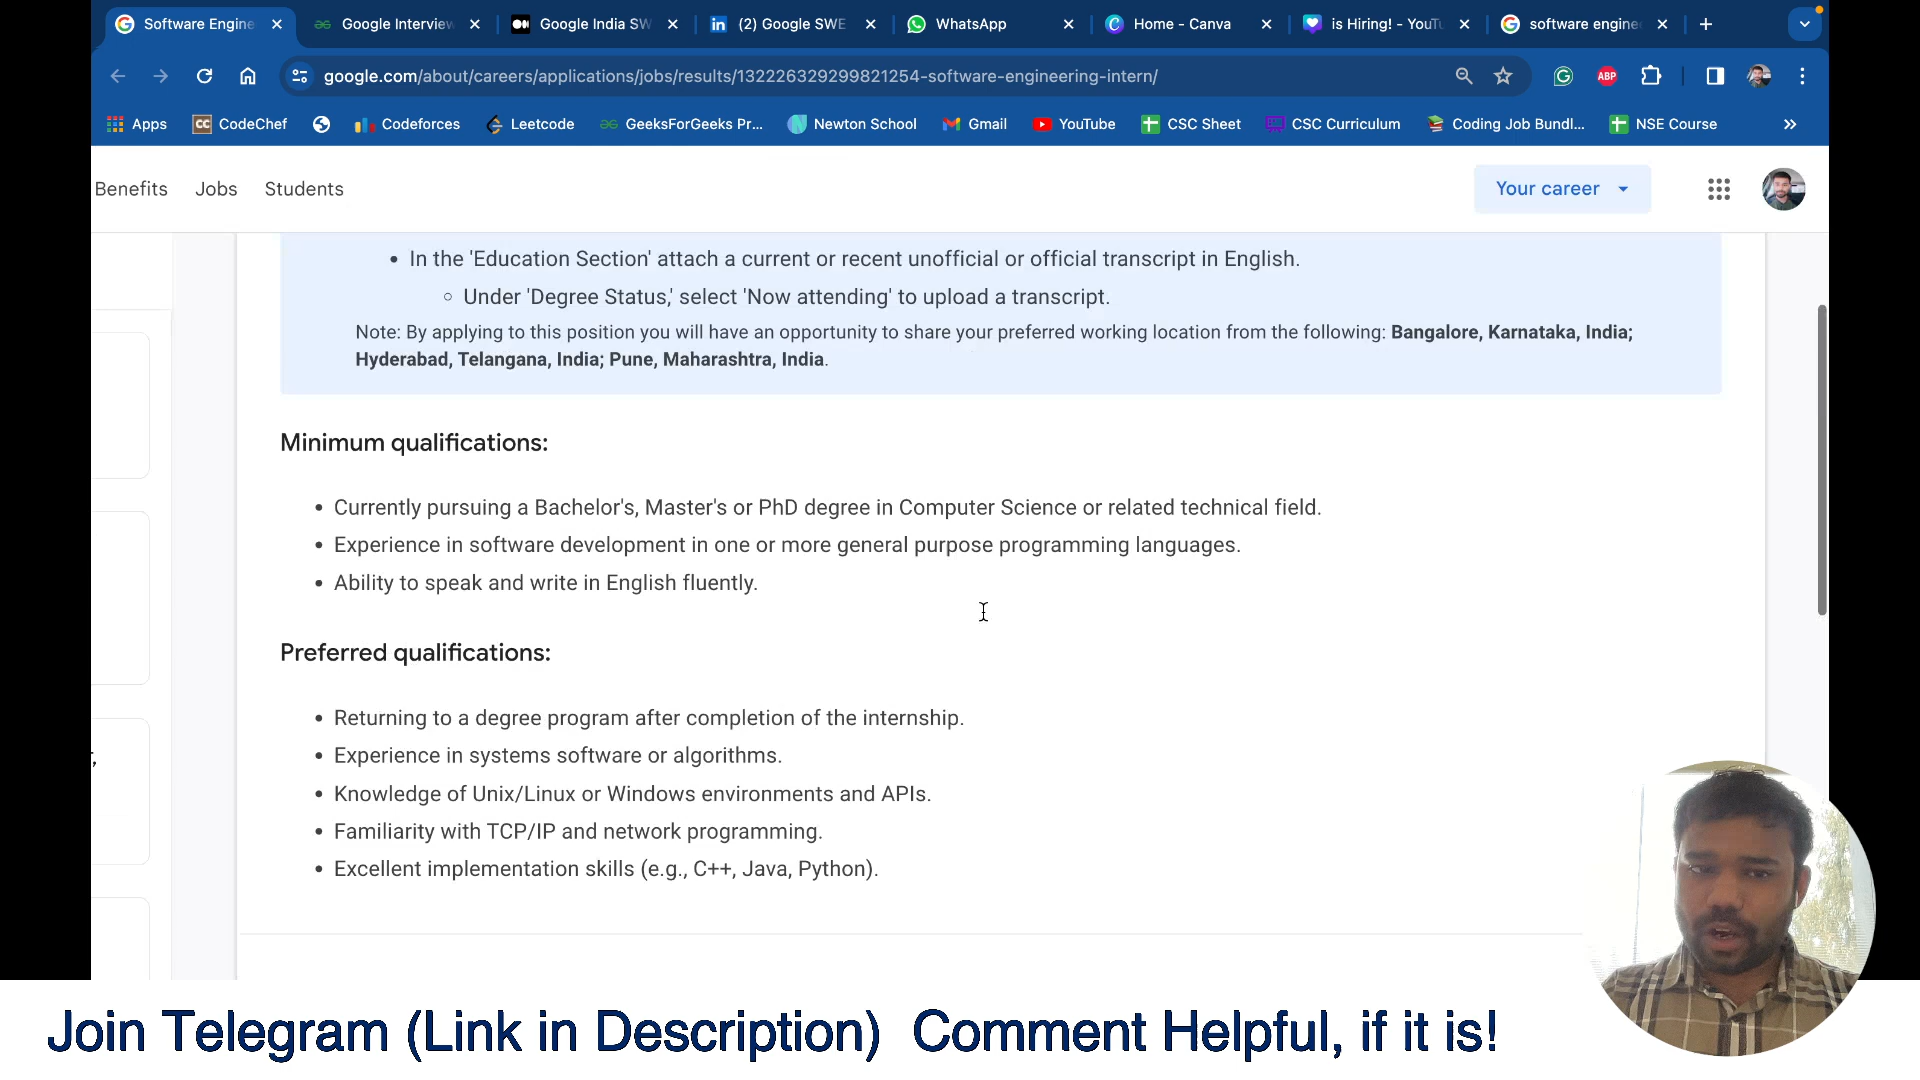 Software Engine
Google Interview
Google India SW
(2) Google SWE
WhatsApp
Home - Canva
is Hiring! - YouTu
software engine
google.com/about/careers/applications/jobs/results/132226329299821254-software-engineering-intern/
ABP
Apps
CC CodeChef
Codeforces
Leetcode
GeeksForGeeks Pr...
Newton School
Gmail
YouTube
CSC Sheet
CSC Curriculum
Coding Job Bundl...
NSE Course
Benefits
Jobs
Students
Your career
• In the 'Education Section' attach a current or recent unofficial or official transcript in English.
○ Under 'Degree Status,' select 'Now attending' to upload a transcript.
Note: By applying to this position you will have an opportunity to share your preferred working location from the following: Bangalore, Karnataka, India;
Hyderabad, Telangana, India; Pune, Maharashtra, India.
Minimum qualifications:
• Currently pursuing a Bachelor's, Master's or PhD degree in Computer Science or related technical field.
• Experience in software development in one or more general purpose programming languages.
• Ability to speak and write in English fluently.
Preferred qualifications:
• Returning to a degree program after completion of the internship.
• Experience in systems software or algorithms.
• Knowledge of Unix/Linux or Windows environments and APIs.
• Familiarity with TCP/IP and network programming.
• Excellent implementation skills (e.g., C++, Java, Python).
Join Telegram (Link in Description) Comment Helpful, if it is!